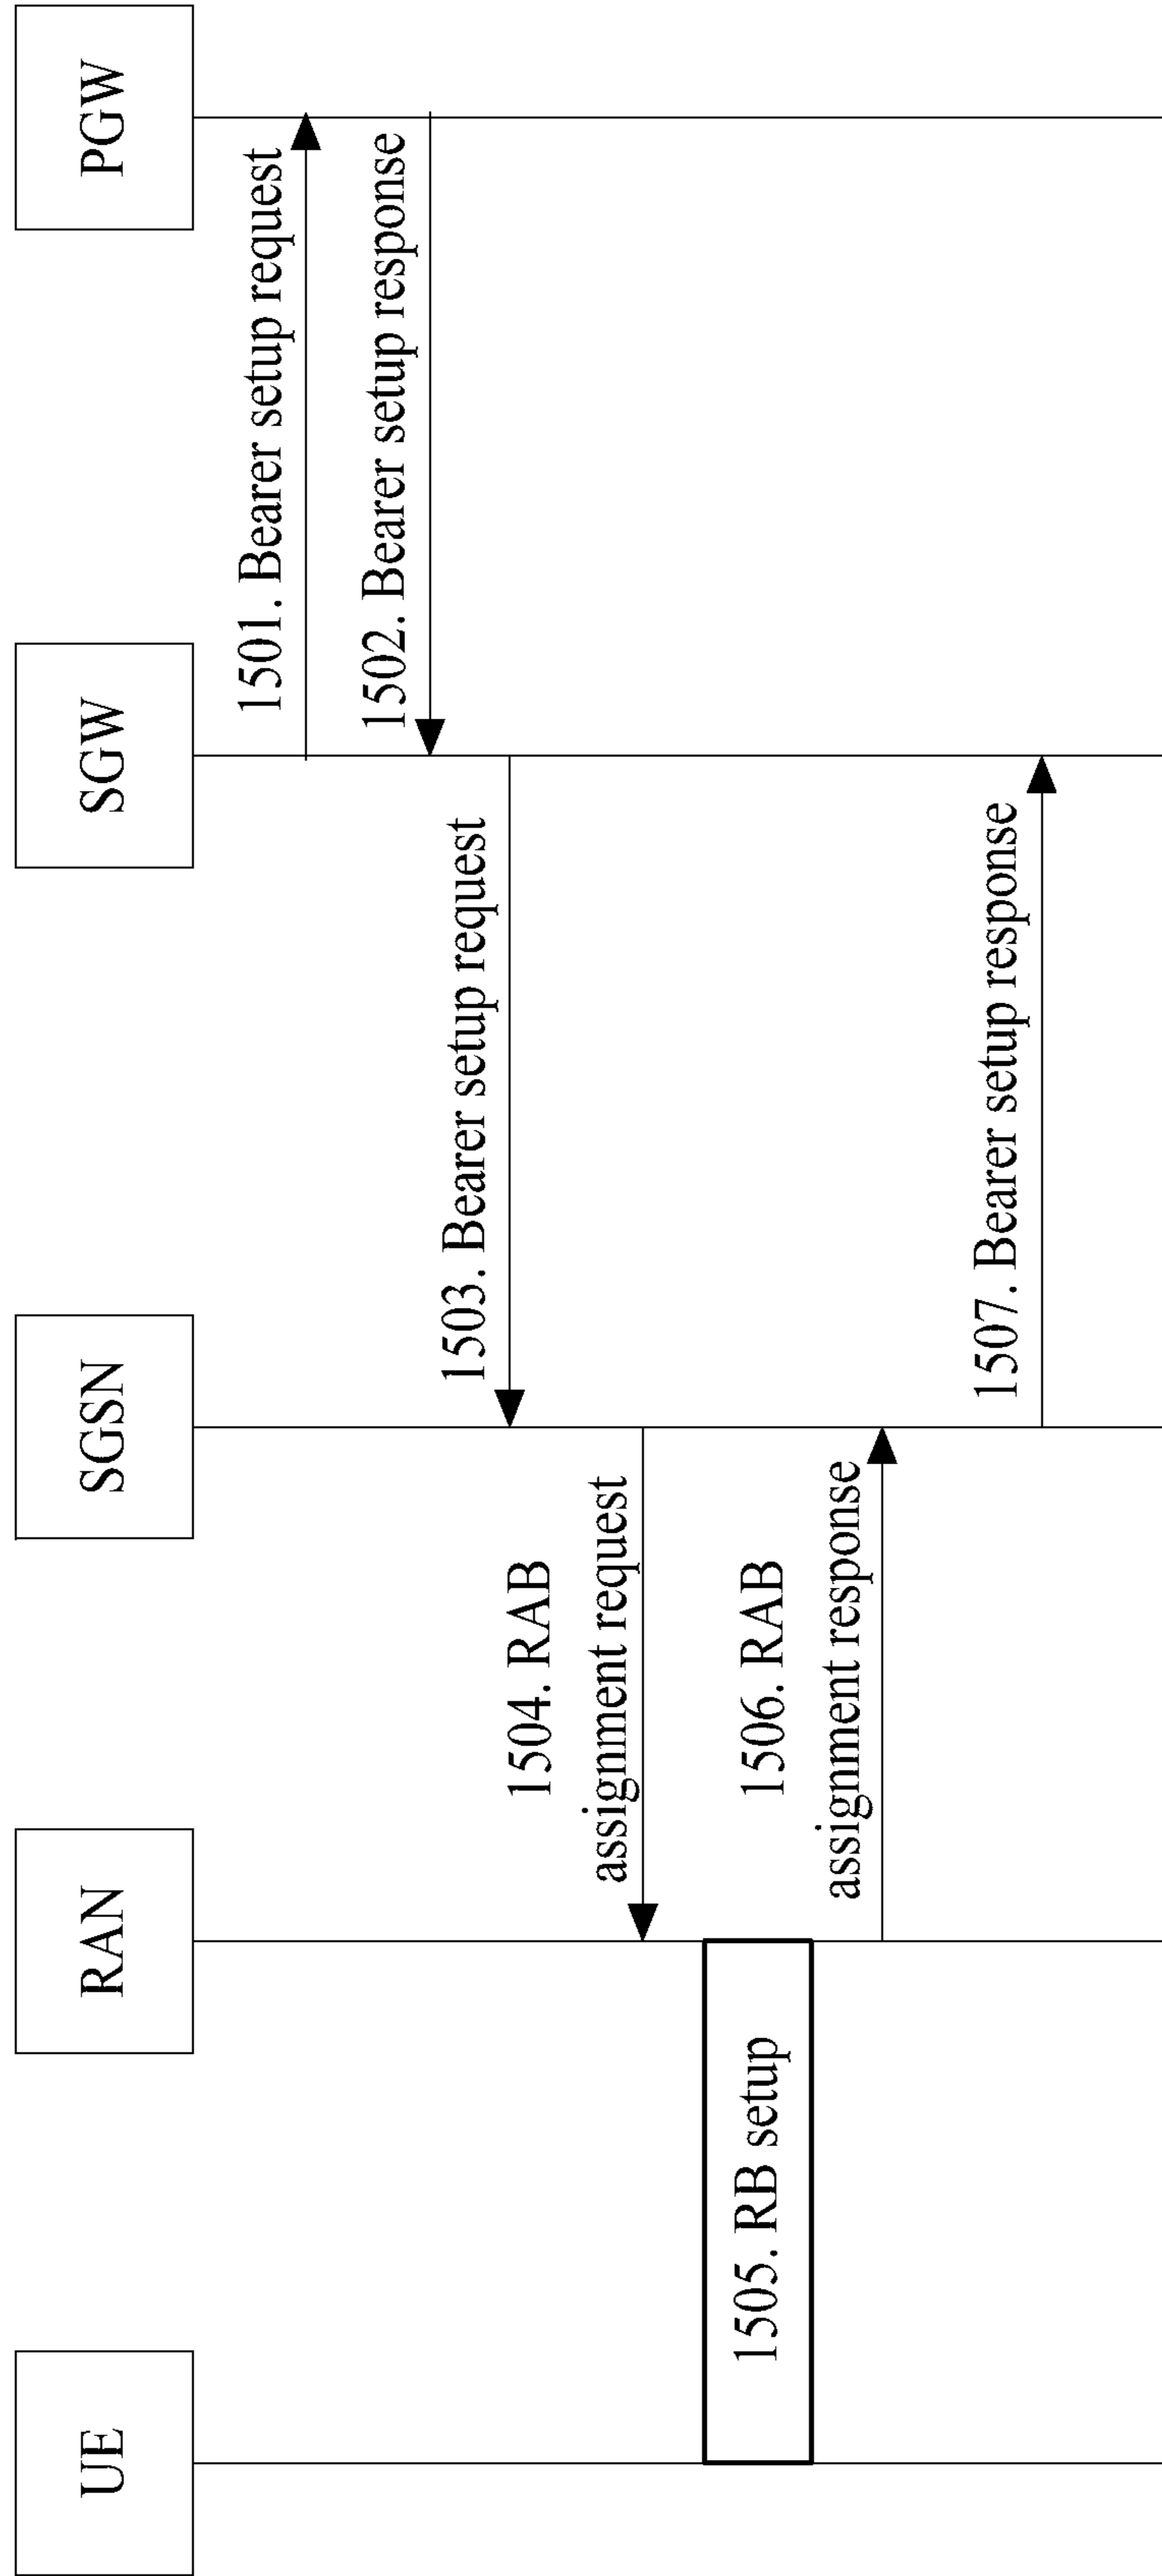 UE
RAN
SGSN
SGW
PGW
1501. Bearer setup request
1502. Bearer setup response
1503. Bearer setup request
1504. RAB
assignment request
1505. RB setup
1506. RAB
assignment response
1507. Bearer setup response